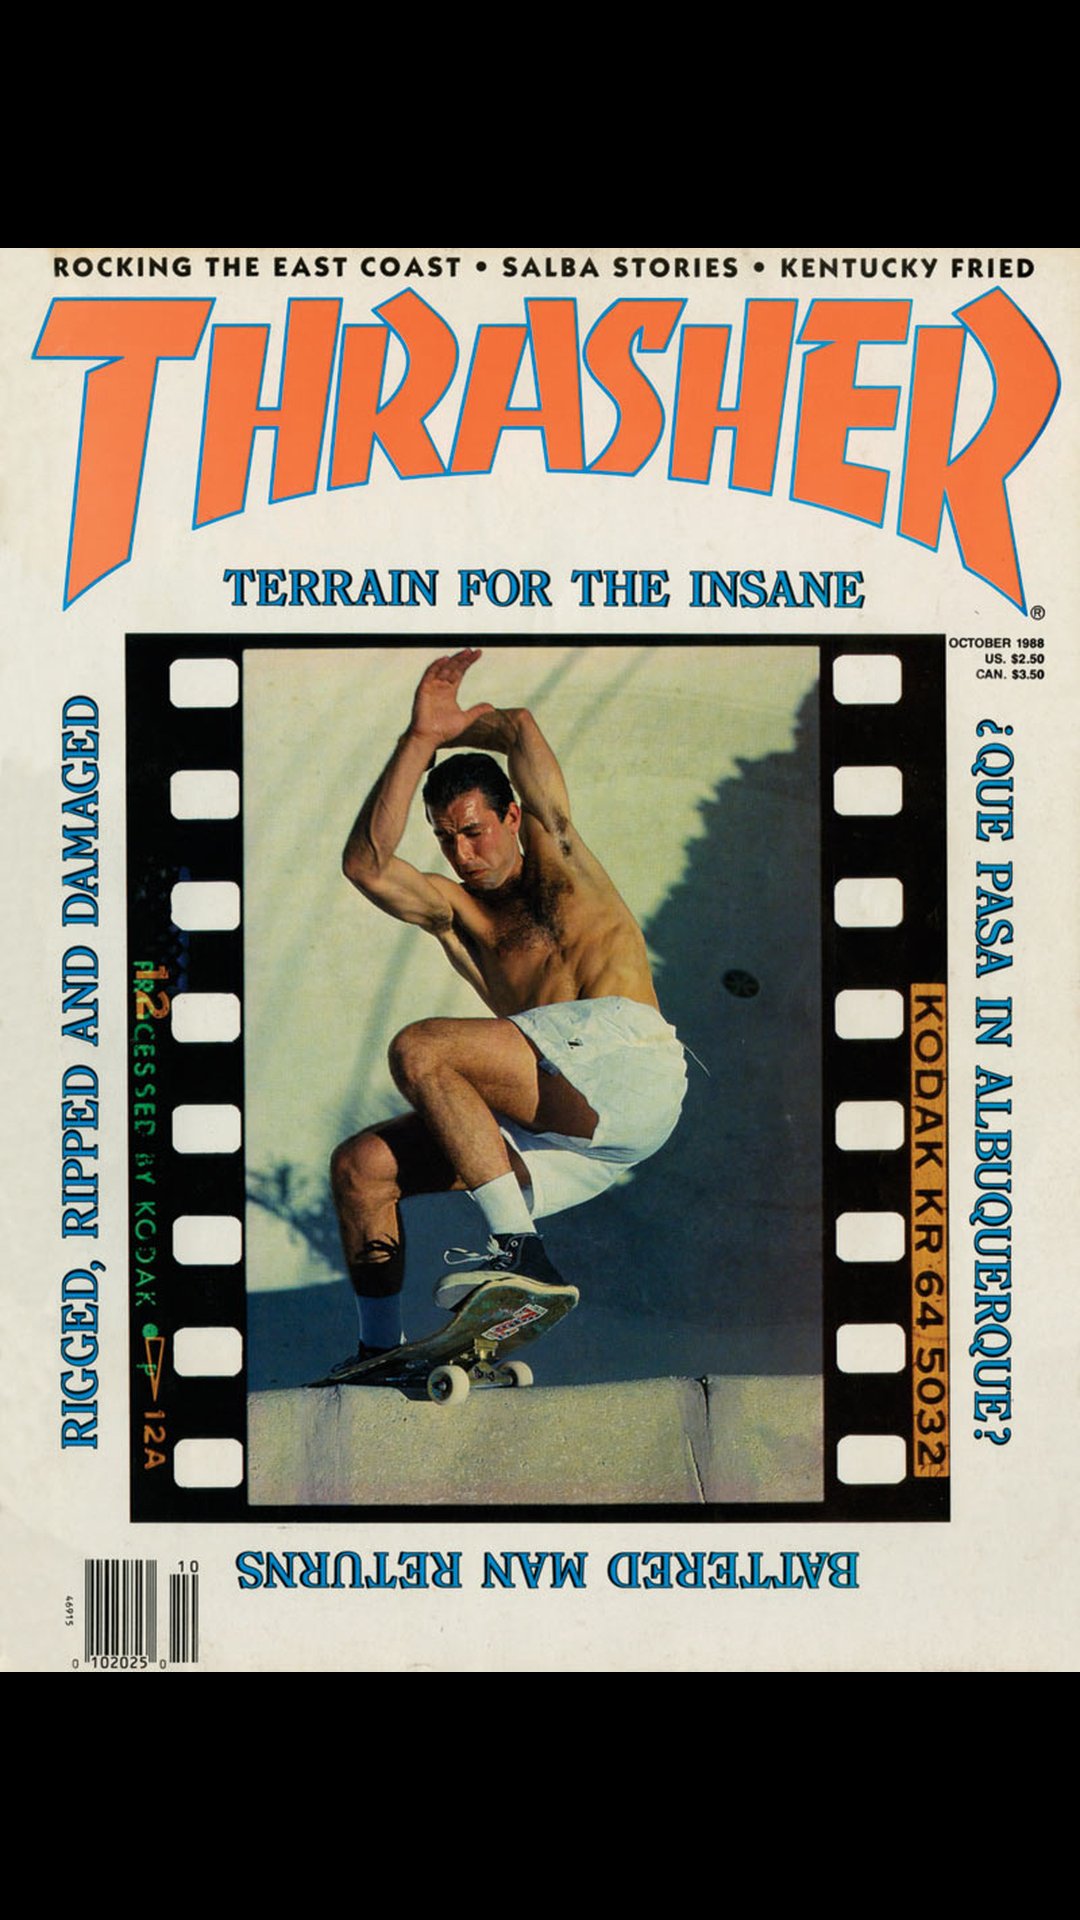 ROCKING THE EAST COAST • SALBA STORIES • KENTUCKY FRIED
THRASHER
®
TERRAIN FOR THE INSANE
OCTOBER 1988
US. $2.50
CAN. $3.50
RIGGED, RIPPED AND DAMAGED
¿QUE PASA IN ALBUQUERQUE?
12
PROCESSED BY KODAK
12A
KODAK KR 64 5032
BATTERED MAN RETURNS
10
46915
0 102025 0